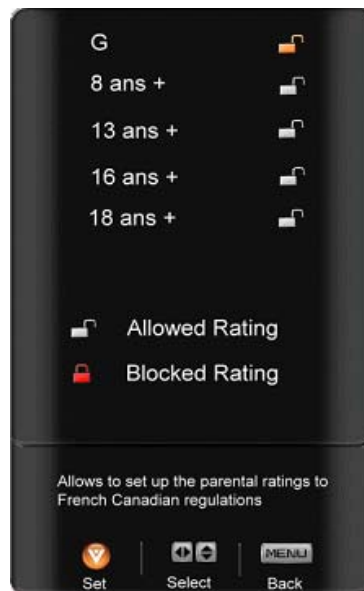 G
8 ans +
13 ans +
16 ans +
18 ans +
Allowed Rating
Blocked Rating
Allows to set up the parental ratings to
French Canadian regulations
MENU
Set Select Back